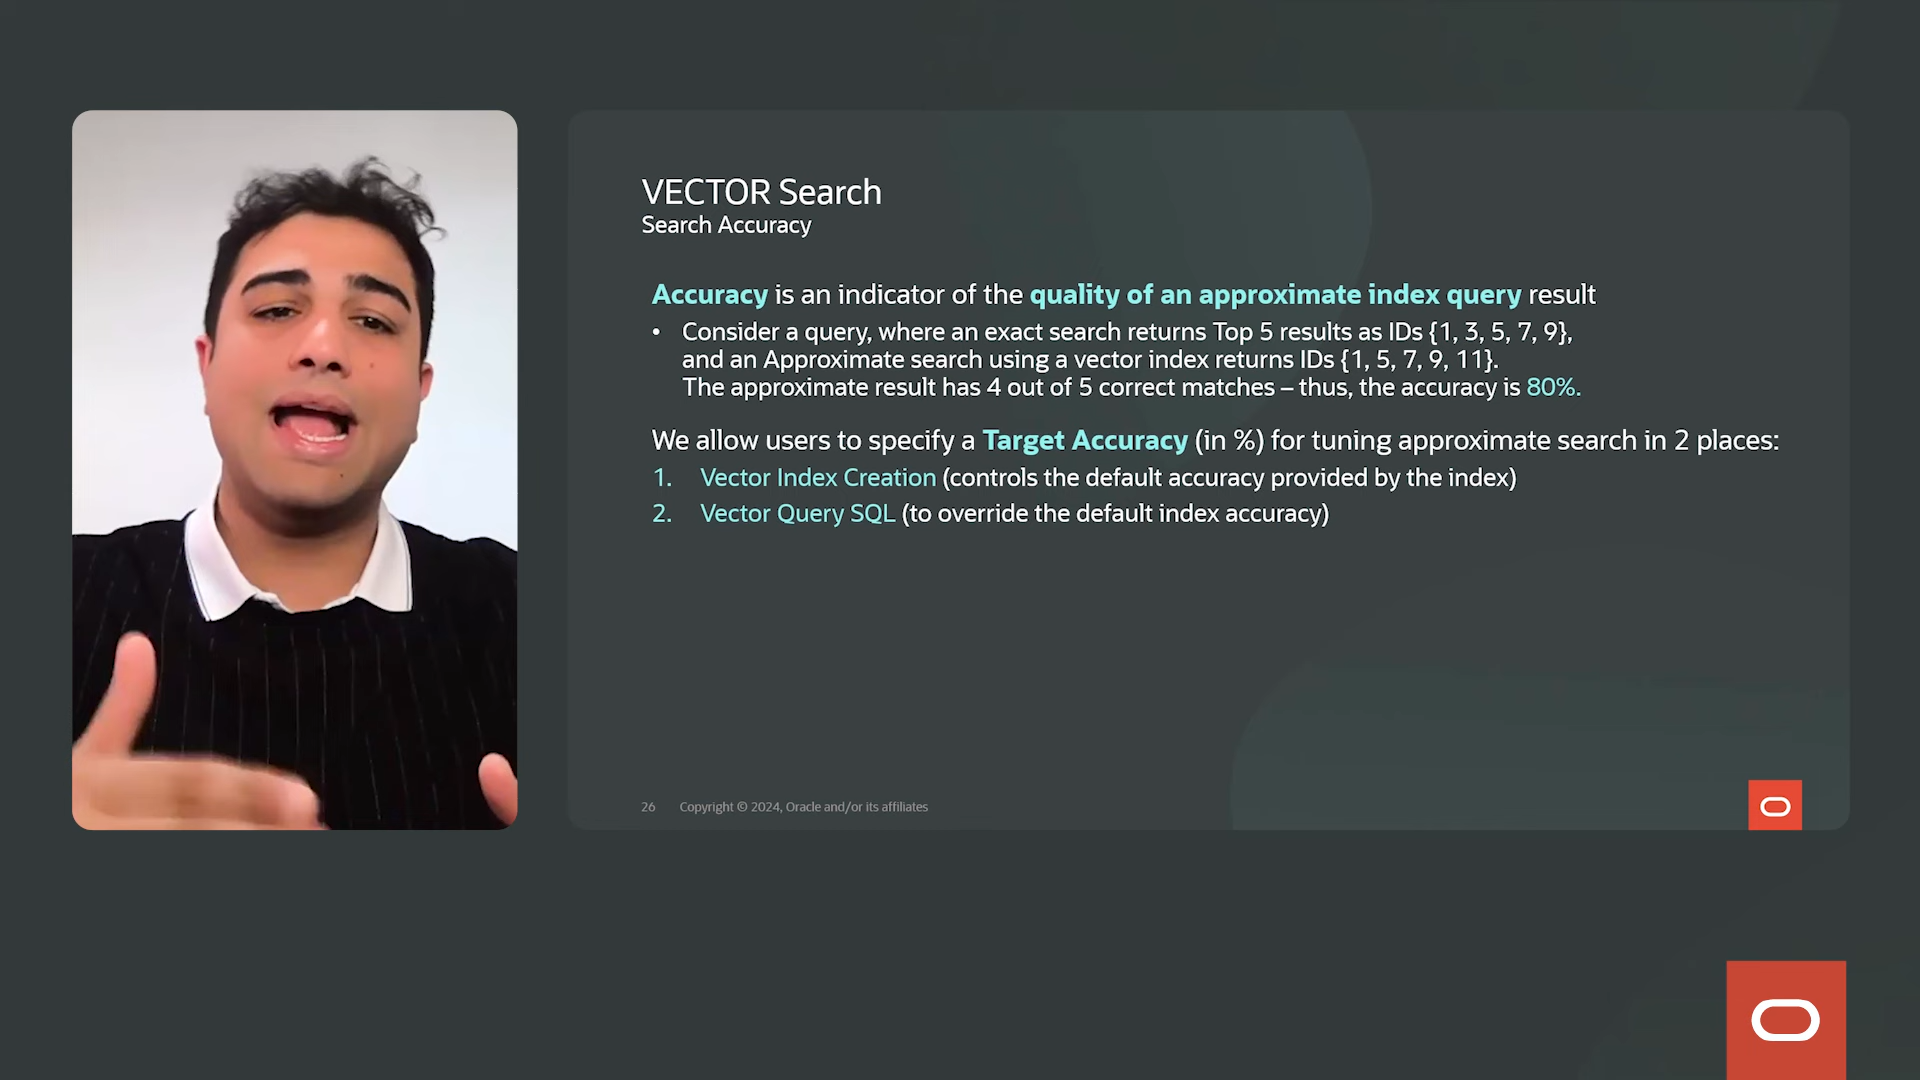 VECTOR Search
Search Accuracy
Accuracy is an indicator of the quality of an approximate index query result
• Consider a query, where an exact search returns Top 5 results as IDs {1, 3, 5, 7, 9},
and an Approximate search using a vector index returns IDs {1, 5, 7, 9, 11}.
The approximate result has 4 out of 5 correct matches – thus, the accuracy is 80%.
We allow users to specify a Target Accuracy (in %) for tuning approximate search in 2 places:
1. Vector Index Creation (controls the default accuracy provided by the index)
2. Vector Query SQL (to override the default index accuracy)
26 Copyright © 2024, Oracle and/or its affiliates